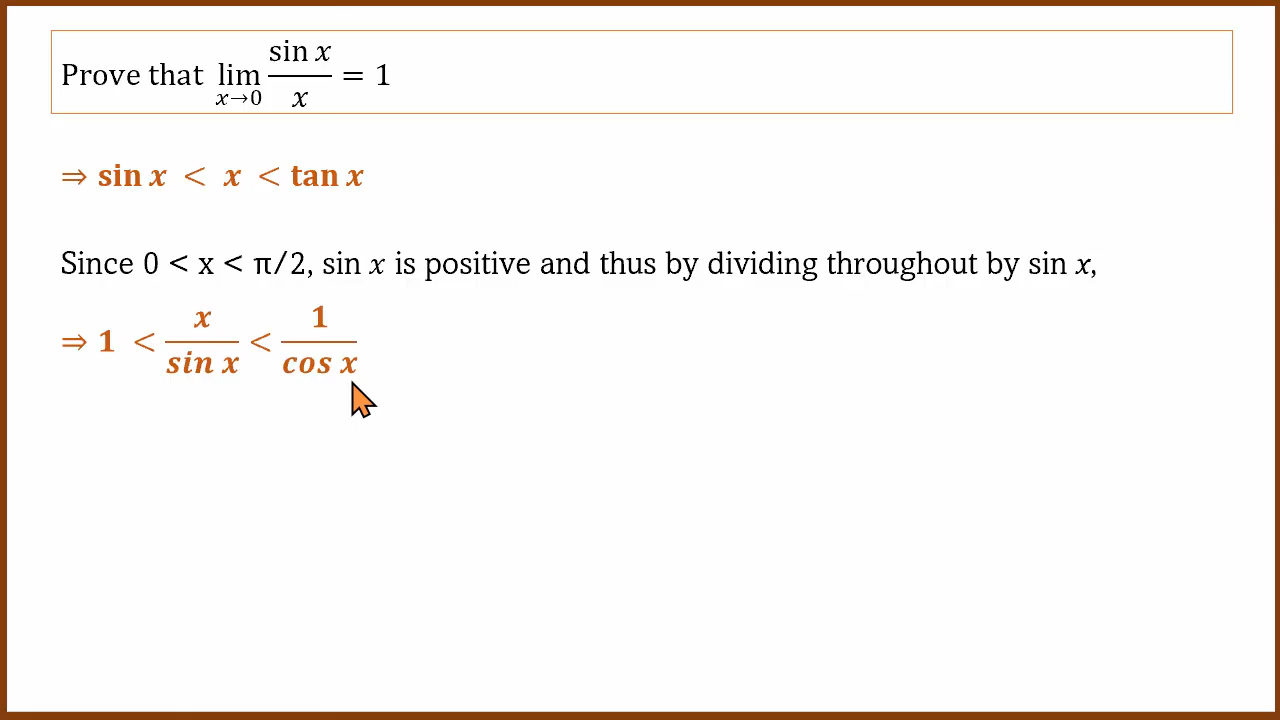 Prove that lim x→0 sin x / x = 1
⇒ sin x < x < tan x
Since 0 < x < π/2, sin x is positive and thus by dividing throughout by sin x,
⇒ 1 < x / sin x < 1 / cos x